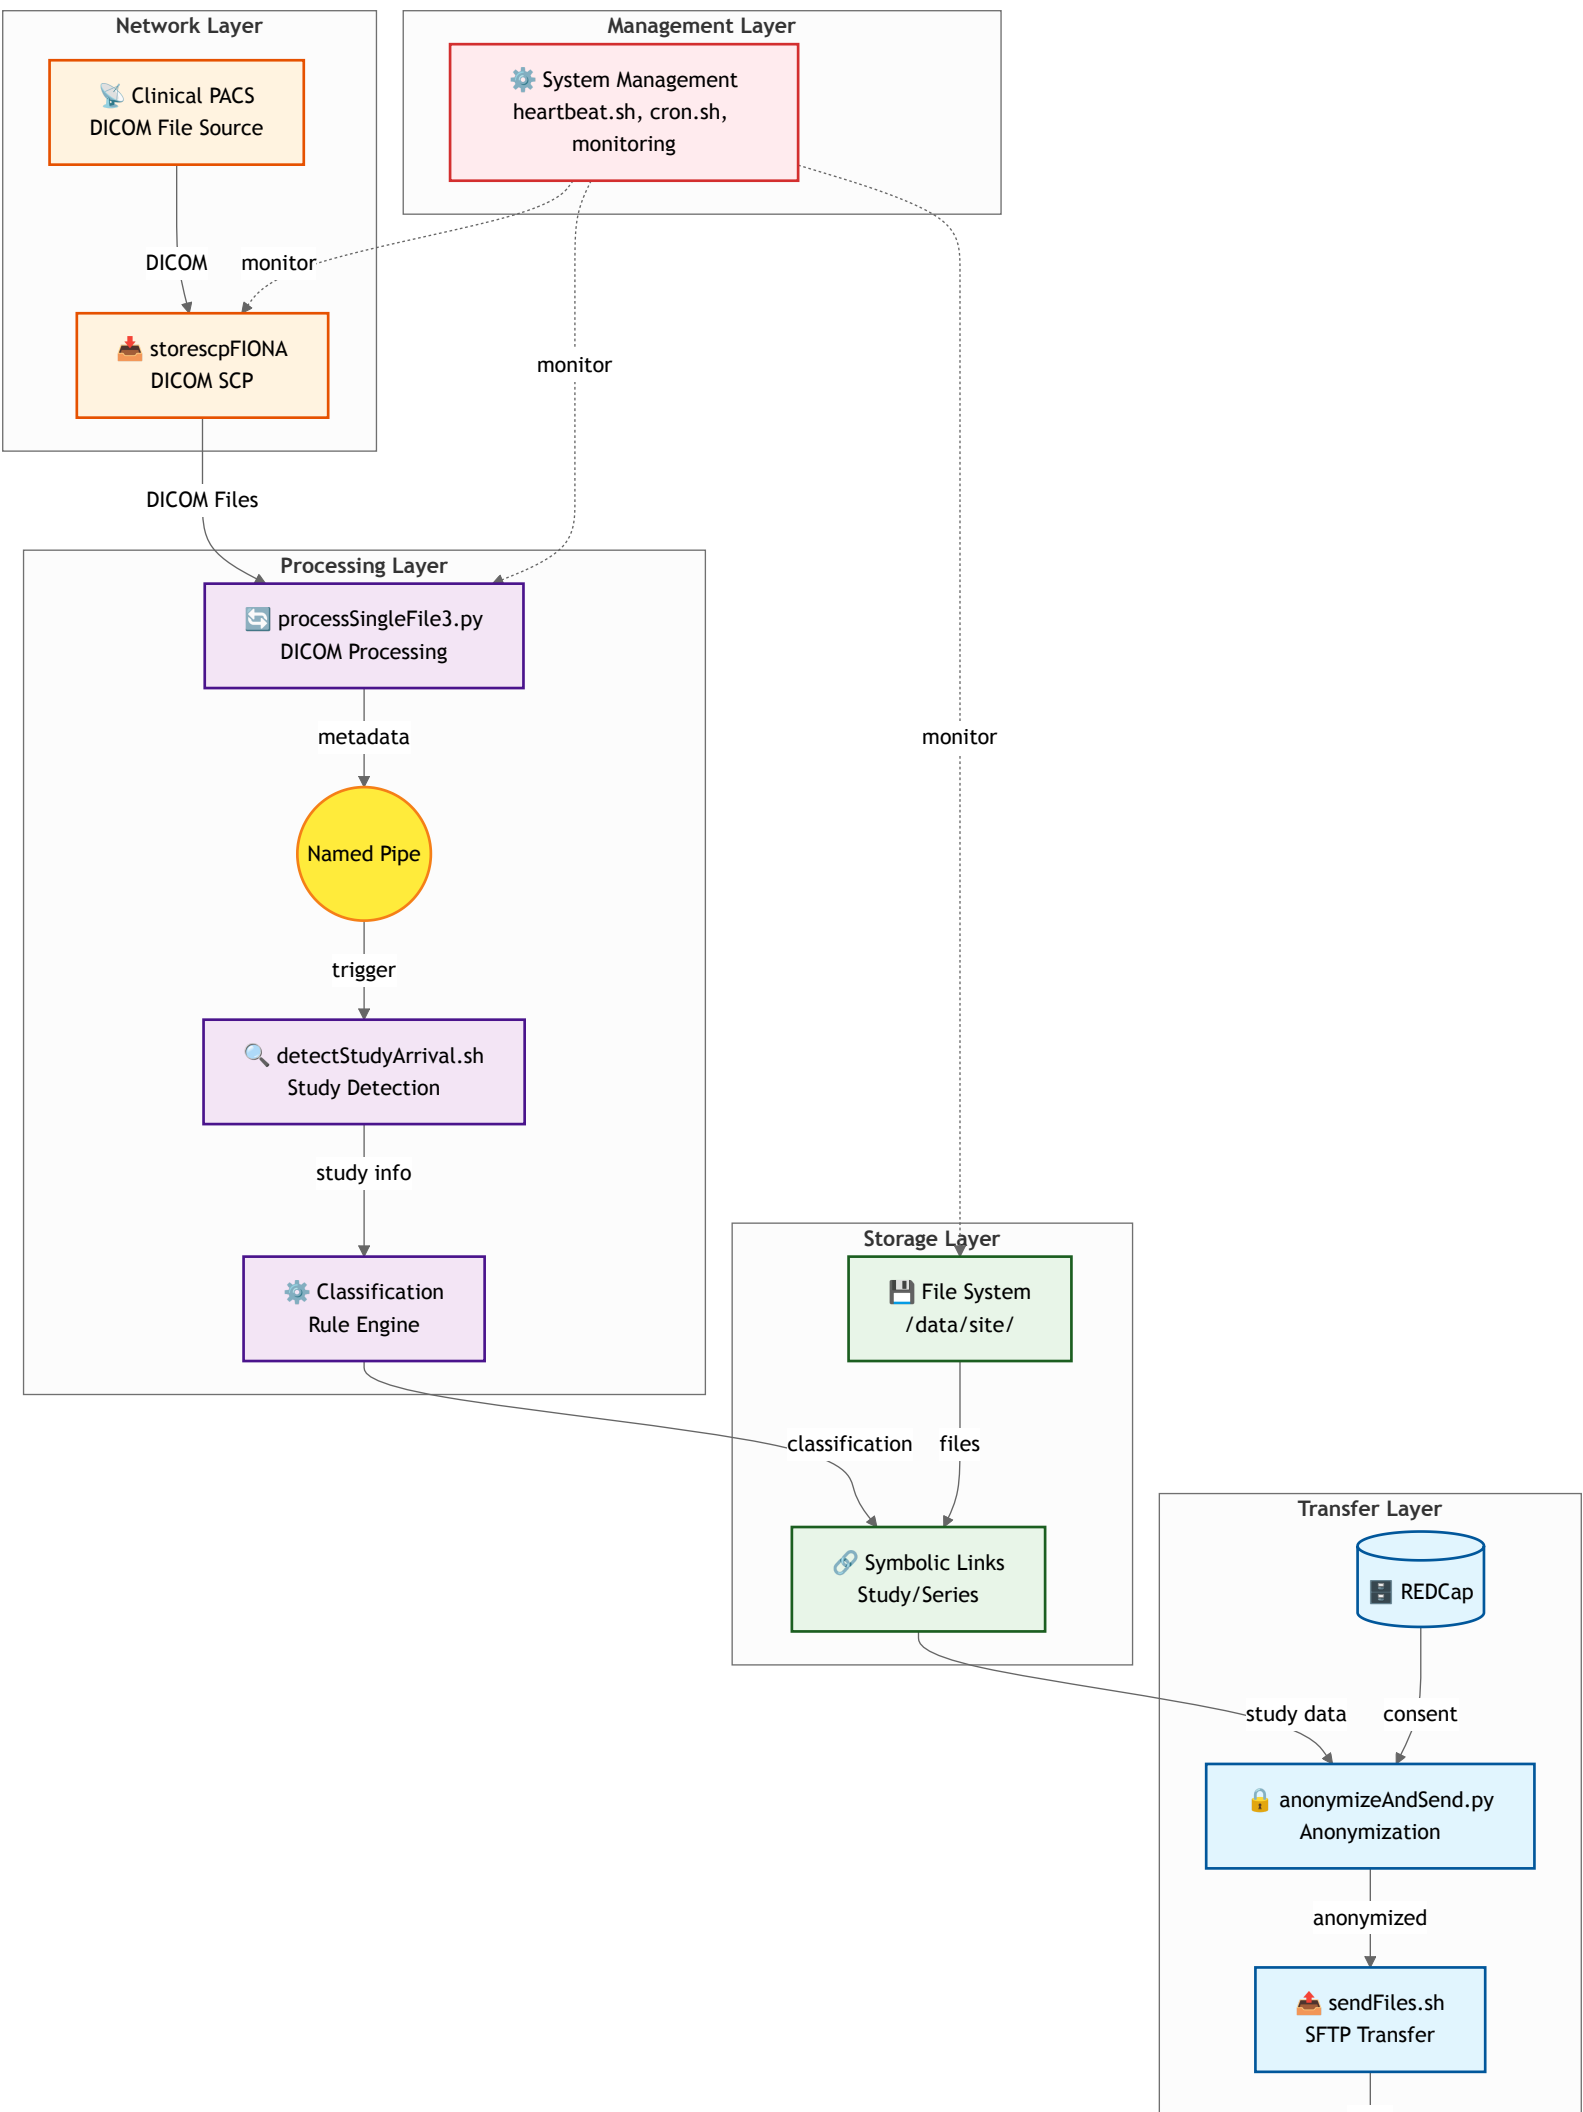 Network Layer
📡 Clinical PACS
DICOM File Source
DICOM
monitor
📥 storescpFIONA
DICOM SCP
Management Layer
⚙️ System Management
heartbeat.sh, cron.sh,
monitoring
monitor
monitor
DICOM Files
Processing Layer
🔄 processSingleFile3.py
DICOM Processing
metadata
Named Pipe
trigger
🔍 detectStudyArrival.sh
Study Detection
study info
⚙️ Classification
Rule Engine
Storage Layer
💾 File System
/data/site/
classification
files
🔗 Symbolic Links
Study/Series
Transfer Layer
🗄️ REDCap
study data
consent
🔒 anonymizeAndSend.py
Anonymization
anonymized
📤 sendFiles.sh
SFTP Transfer